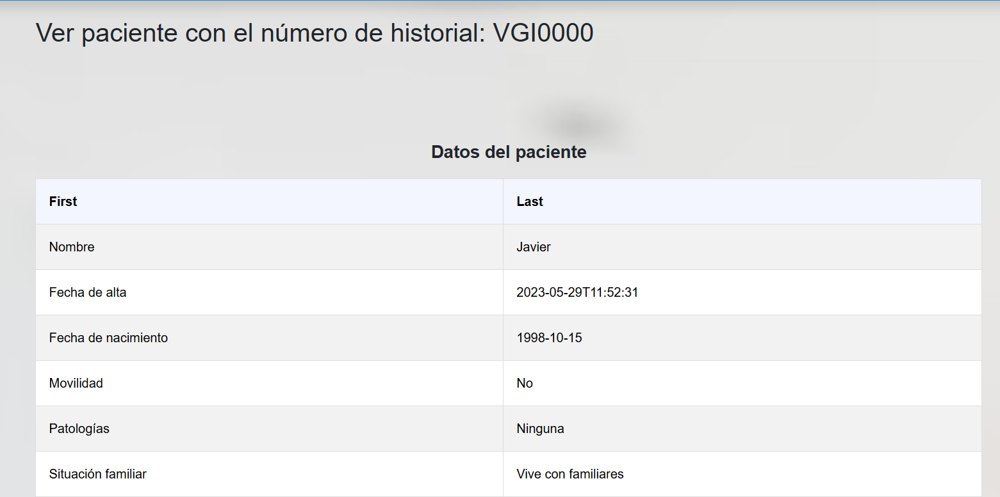 Ver paciente con el número de historial: VGI0000
Datos del paciente
First Last
Nombre Javier
Fecha de alta 2023-05-29T11:52:31
Fecha de nacimiento 1998-10-15
Movilidad No
Patologías Ninguna
Situación familiar Vive con familiares